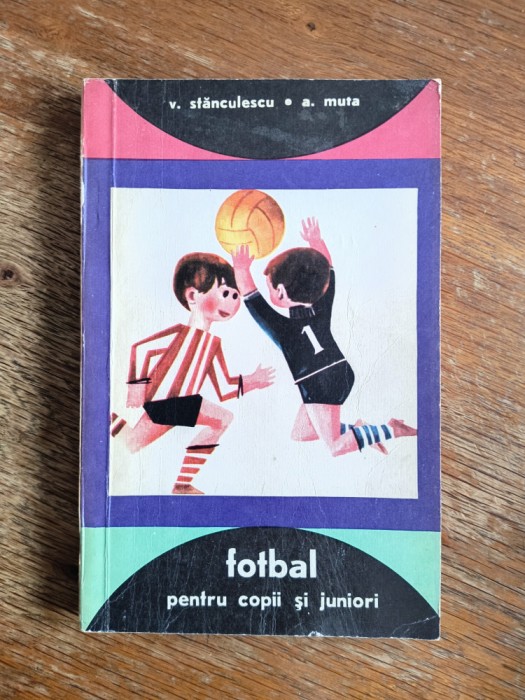 v. stănculescu • a. muta
1
fotbal
pentru copii și juniori